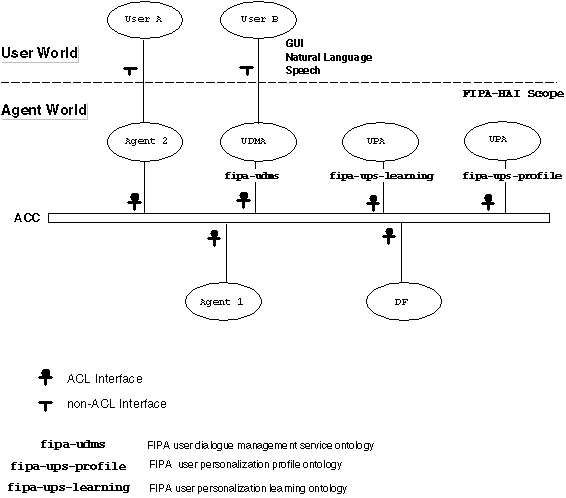 User A
User B
GUI
User World
Natural Language
Speech
FIPA-HAI Scope
Agent World
Agent 2
UDMA
UPA
UPA
fipa-udms
fipa-ups-learning
fipa-ups-profile
ACC
Agent 1
DF
ACL Interface
non-ACL Interface
fipa-udms FIPA user dialogue management service ontology
fipa-ups-profile FIPA user personalization profile ontology
fipa-ups-learning FIPA user personalization learning ontology